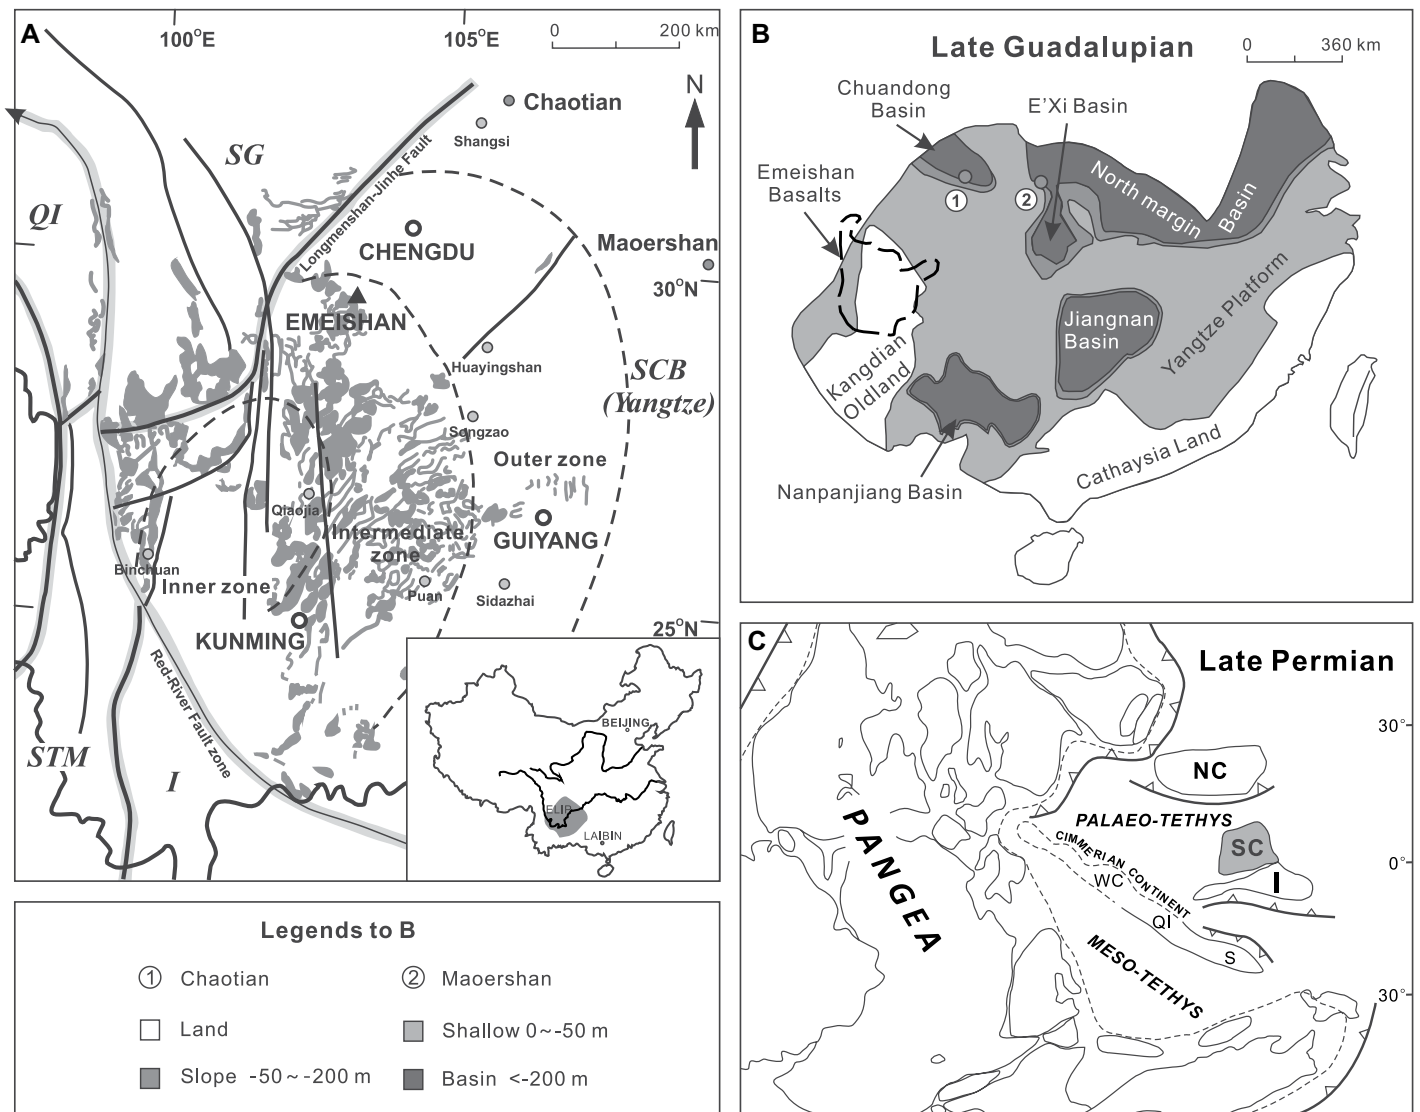 A
100°E
105°E
0
200 km
N
Chaotian
Shangsi
SG
Longmenshan-Jinhe Fault
QI
CHENGDU
Maoershan
30°N
EMEISHAN
Huayingshan
SCB
(Yangtze)
Songzao
Outer zone
Qiaojia
Intermediate
zone
GUIYANG
Binchuan
Inner zone
Puan
Sidazhai
KUNMING
25°N
Red-River Fault zone
STM
I
BEIJING
ELIP
LAIBIN
B
Late Guadalupian
0
360 km
Chuandong
Basin
E'Xi Basin
Emeishan
Basalts
1
2
North margin
Basin
Yangtze Platform
Jiangnan
Basin
Kangdian
Oldland
Cathaysia Land
Nanpanjiang Basin
C
Late Permian
30°
NC
PALAEO-TETHYS
PANGEA
CIMMERIAN CONTINENT
SC
0°
WC
I
QI
MESO-TETHYS
S
30°
Legends to B
1 Chaotian
2 Maoershan
Land
Shallow 0~-50 m
Slope -50~-200 m
Basin <-200 m